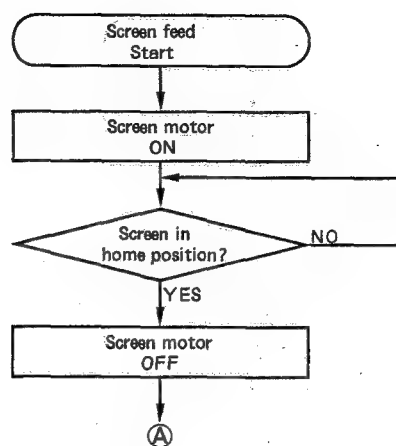 Screen feed
Start
Screen motor
ON
Screen in
home position?
NO
YES
Screen motor
OFF
A